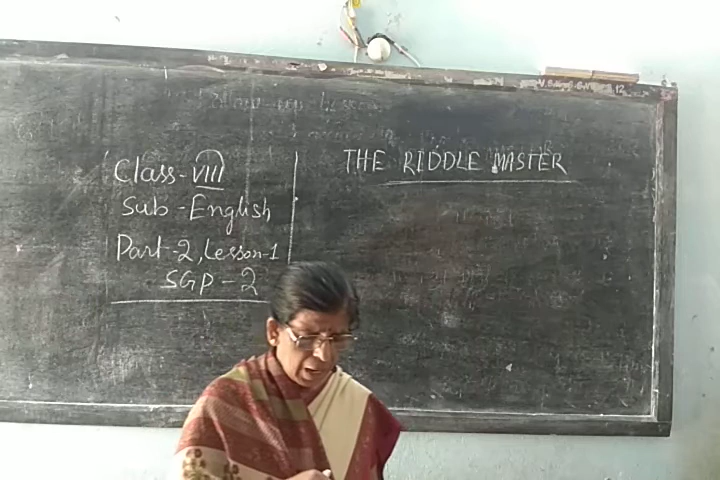 Class-VIII
Sub-English
Part-2, Lesson-1
SGP-2
THE RIDDLE MASTER